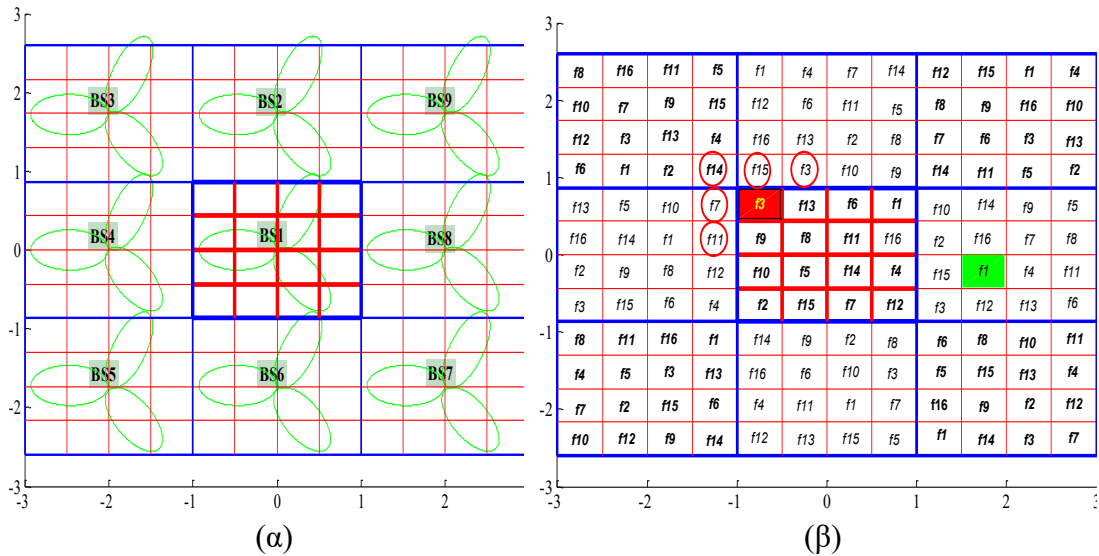 3
2
1
0
-1
-2
-3
-1 0 1 2
BS3 BS2 BS9
BS4 BS1 BS8
BS5 BS6 BS7
(α)
3
2
1
0
-1
-2
-3
f8 f16 f11 f5 f1 f4 f7 f14 f12 f15 f1 f4
f10 f7 f9 f15 f12 f6 f11 f5 f8 f9 f16 f10
f12 f3 f13 f4 f16 f13 f2 f8 f7 f6 f3 f13
f6 f1 f2 f14 f15 f3 f10 f9 f14 f11 f5 f2
f13 f5 f10 f7 f3 f13 f6 f1 f10 f14 f9 f5
f16 f14 f1 f11 f9 f8 f11 f16 f2 f16 f7 f8
f2 f9 f8 f12 f10 f5 f14 f4 f15 f1 f4 f11
f3 f15 f6 f4 f2 f15 f7 f12 f3 f12 f13 f6
f8 f11 f16 f1 f14 f9 f2 f8 f6 f8 f10 f11
f4 f5 f3 f13 f16 f6 f10 f3 f5 f15 f13 f4
f7 f2 f15 f6 f4 f11 f1 f7 f16 f9 f2 f12
f10 f12 f9 f14 f12 f13 f15 f5 f1 f14 f3 f7
-3 -2 -1 0 1 2 3
(β)